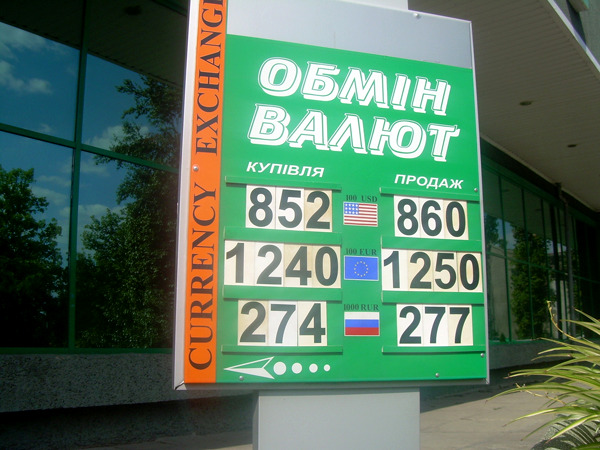 CURRENCY EXCHANGE
ОБМІН
ВАЛЮТ
КУПІВЛЯ ПРОДАЖ
852 100 USD 860
1240 100 EUR 1250
274 1000 RUR 277